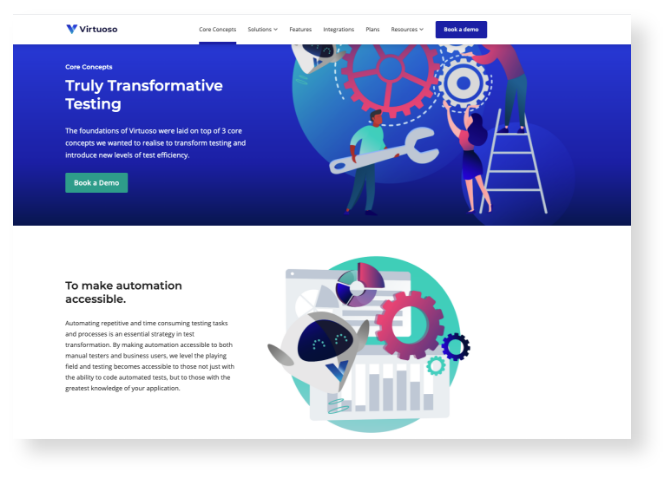 Virtuoso
Core Concepts Solutions Features Integrations Plans Resources Book a demo
Core Concepts
Truly Transformative
Testing
The foundations of Virtuoso were laid on top of 3 core
concepts we wanted to realise to transform testing and
introduce new levels of test efficiency.
Book a Demo
To make automation
accessible.
Automating repetitive and time consuming testing tasks
and processes is an essential strategy in test
transformation. By making automation accessible to both
manual testers and business users, we level the playing
field and testing becomes accessible to those not just with
the ability to code automated tests, but to those with the
greatest knowledge of your application.